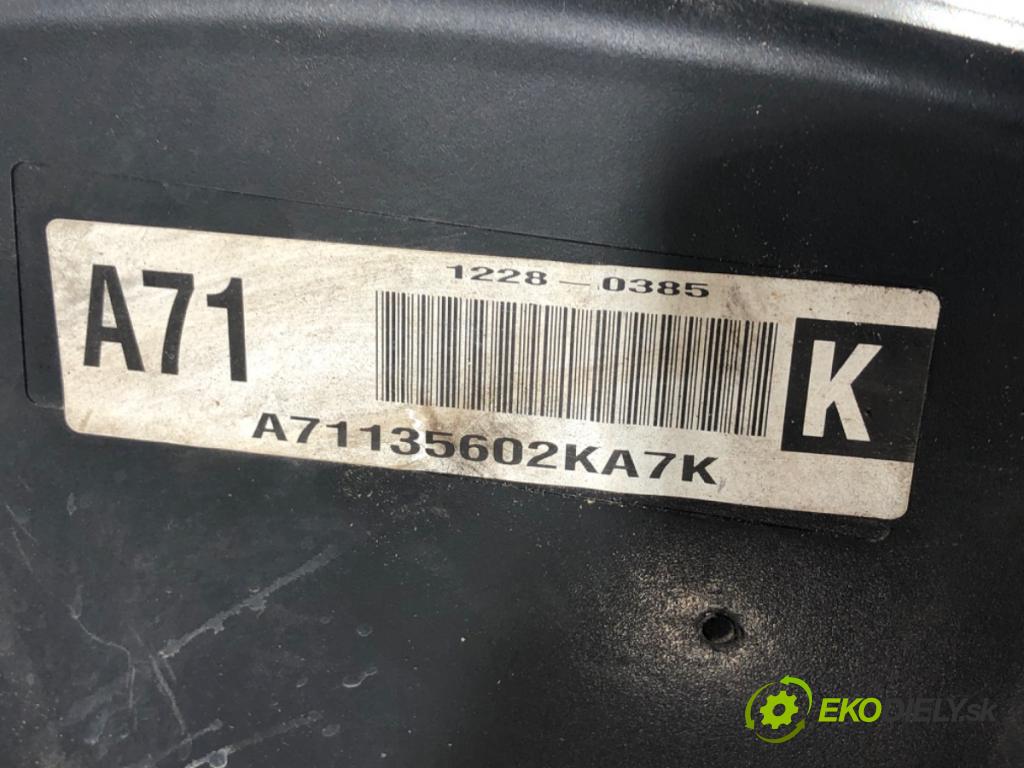 A71
1228-0385
K
A71135602KA7K
EKODIELY.sk